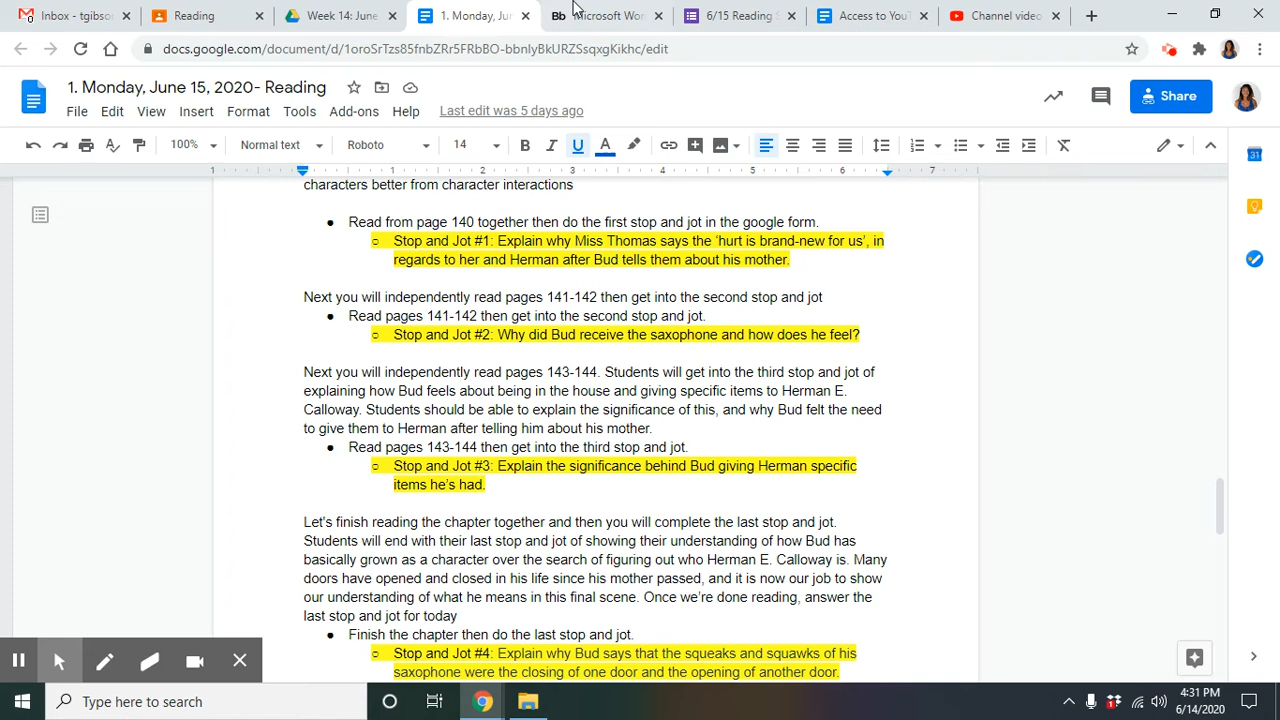 Inbox - tgibson
Reading
Week 14: June
1. Monday, Jun
Microsoft Wor
6/15 Reading S
Access to YouT
Channel video
docs.google.com/document/d/1oroSrTzs85fnbZRr5FRbBO-bbnlyBkURZSsqxgKikhc/edit
1. Monday, June 15, 2020- Reading
File Edit View Insert Format Tools Add-ons Help Last edit was 5 days ago
Share
100% Normal text Roboto 14
1 1 2 3 4 5 6 7
characters better from character interactions
● Read from page 140 together then do the first stop and jot in the google form.
○ Stop and Jot #1: Explain why Miss Thomas says the ‘hurt is brand-new for us’, in
regards to her and Herman after Bud tells them about his mother.
Next you will independently read pages 141-142 then get into the second stop and jot
● Read pages 141-142 then get into the second stop and jot.
○ Stop and Jot #2: Why did Bud receive the saxophone and how does he feel?
Next you will independently read pages 143-144. Students will get into the third stop and jot of
explaining how Bud feels about being in the house and giving specific items to Herman E.
Calloway. Students should be able to explain the significance of this, and why Bud felt the need
to give them to Herman after telling him about his mother.
● Read pages 143-144 then get into the third stop and jot.
○ Stop and Jot #3: Explain the significance behind Bud giving Herman specific
items he's had.
Let's finish reading the chapter together and then you will complete the last stop and jot.
Students will end with their last stop and jot of showing their understanding of how Bud has
basically grown as a character over the search of figuring out who Herman E. Calloway is. Many
doors have opened and closed in his life since his mother passed, and it is now our job to show
our understanding of what he means in this final scene. Once we're done reading, answer the
last stop and jot for today
● Finish the chapter then do the last stop and jot.
○ Stop and Jot #4: Explain why Bud says that the squeaks and squawks of his
saxophone were the closing of one door and the opening of another door.
Type here to search
4:31 PM
6/14/2020